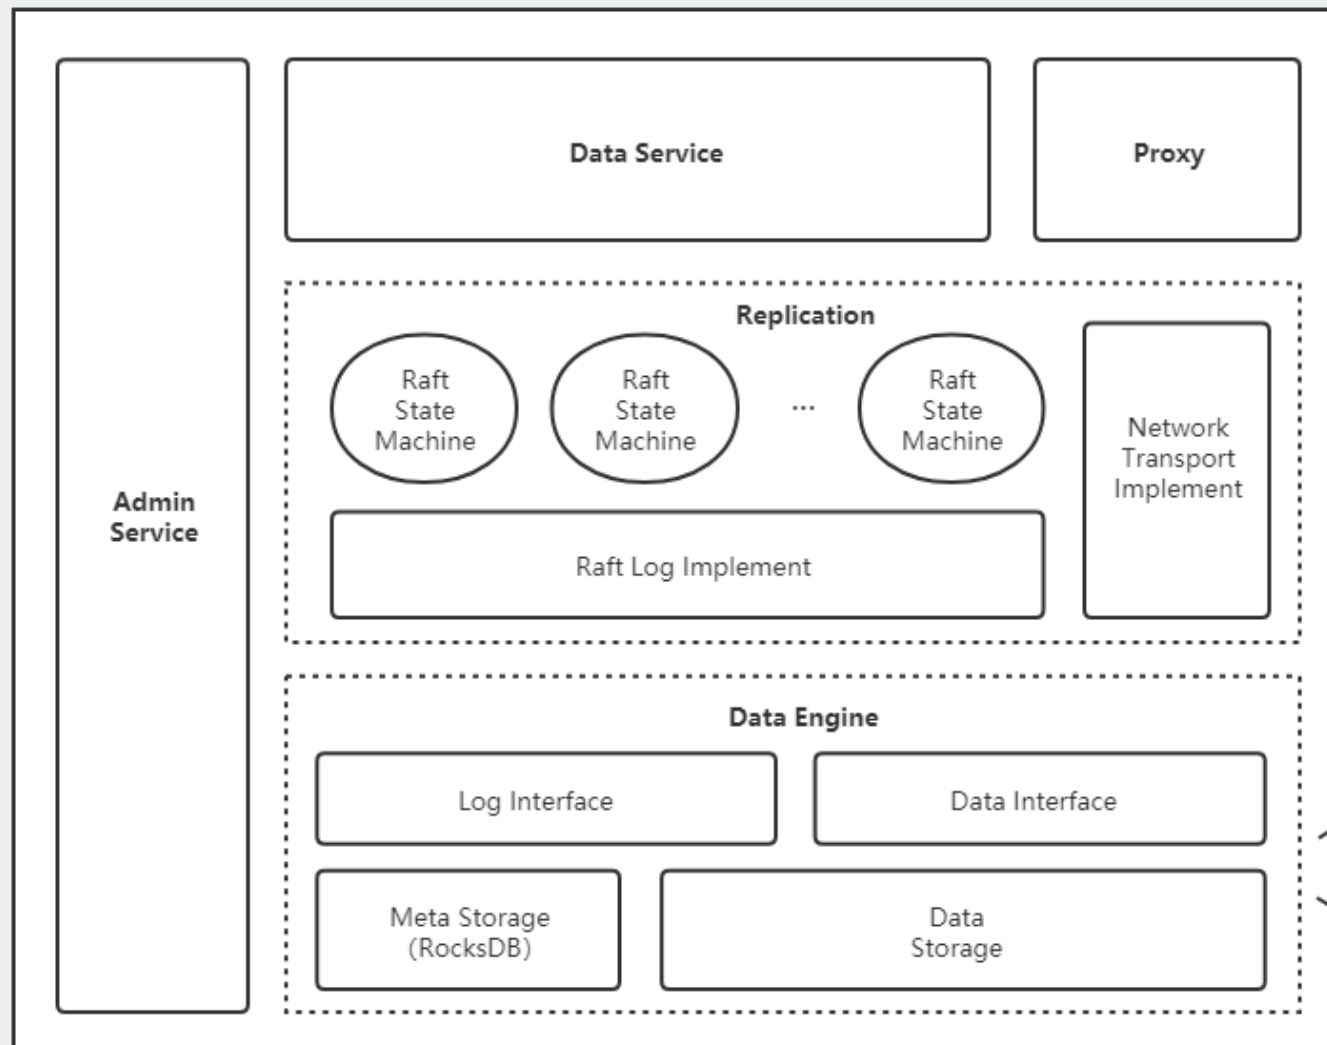 Data Service
Proxy
Admin
Service
Replication
Raft
State
Machine
Raft
State
Machine
...
Raft
State
Machine
Network
Transport
Implement
Raft Log Implement
Data Engine
Log Interface
Data Interface
Meta Storage
(RocksDB)
Data
Storage